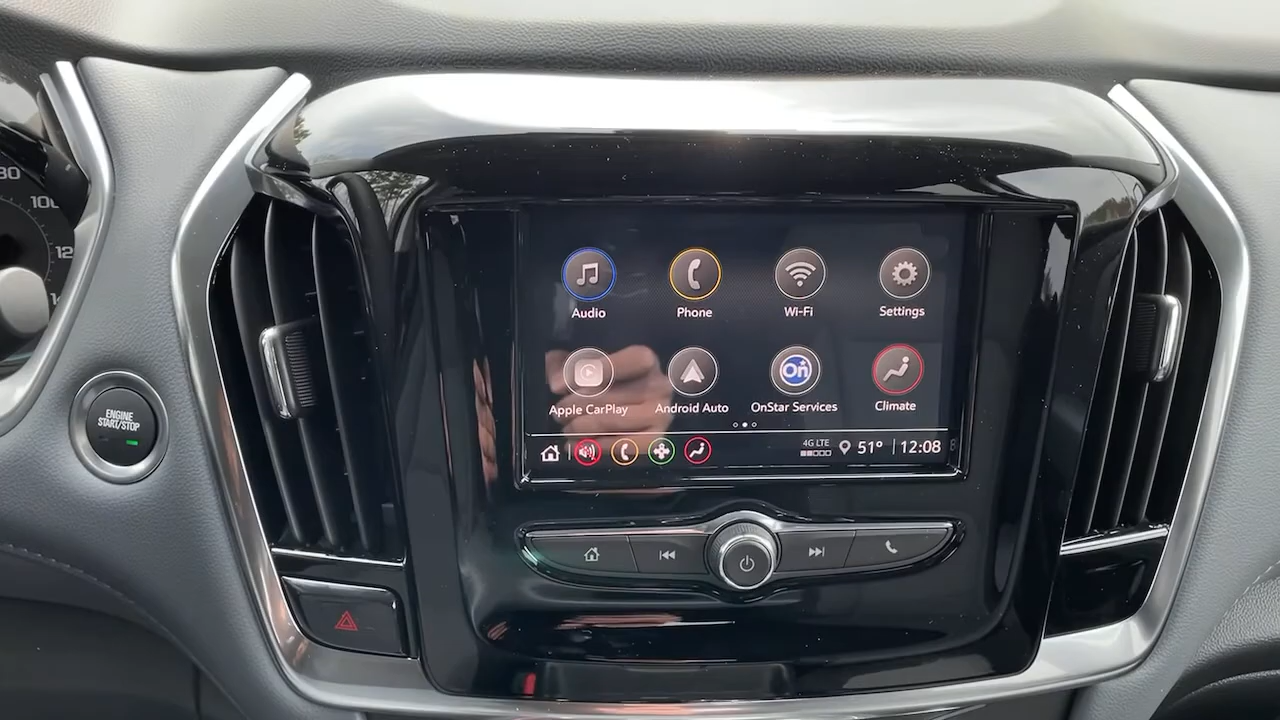 80
100
12
ENGINE
START/STOP
Audio
Phone
Wi-Fi
Settings
Apple CarPlay
Android Auto
On
OnStar Services
Climate
4G LTE
51°
12:08